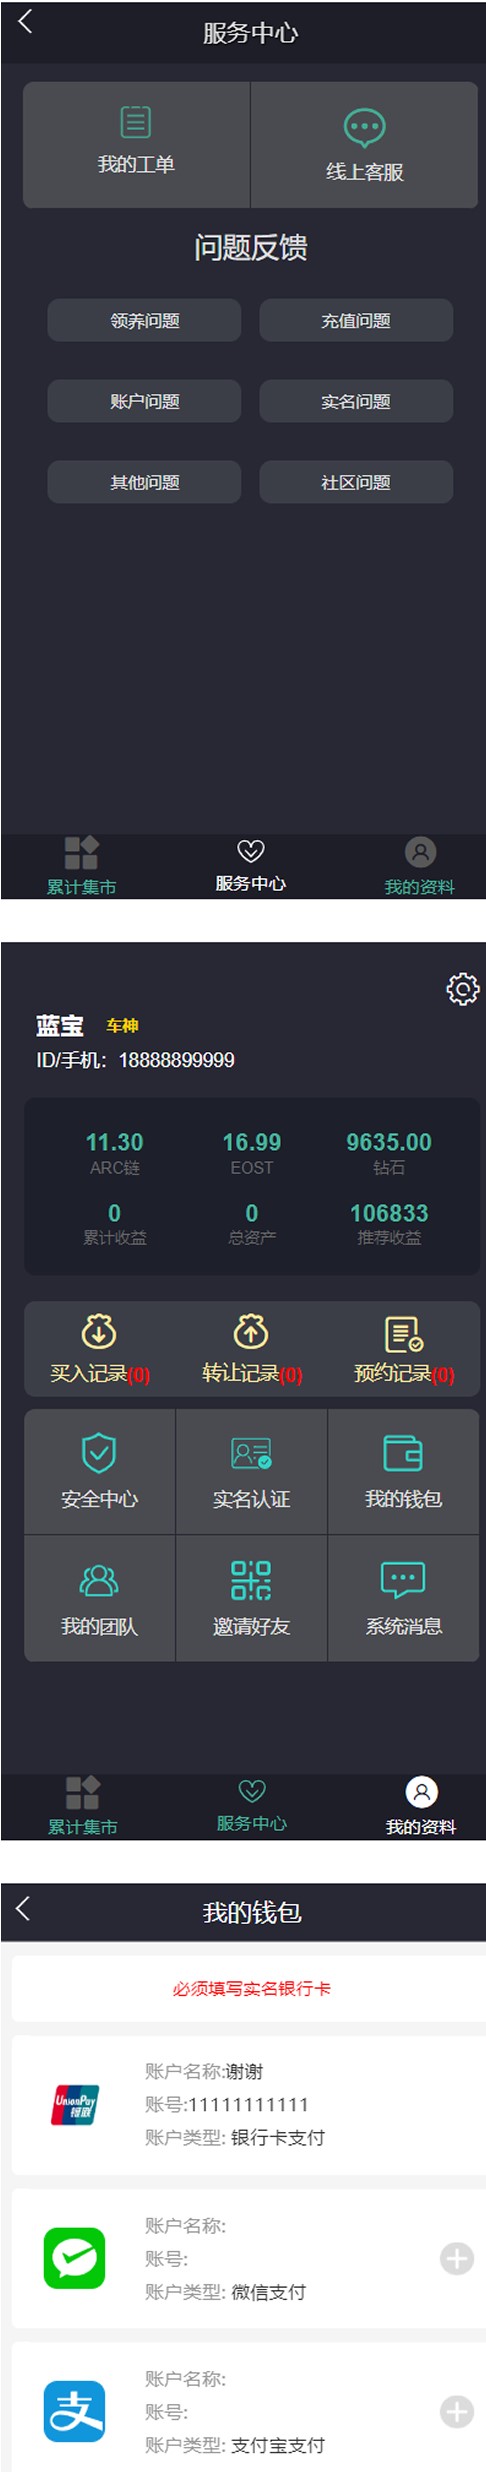 服务中心
我的工单 线上客服
问题反馈
领养问题 充值问题
账户问题 实名问题
其他问题 社区问题
累计集市 服务中心 我的资料
蓝宝 车神
ID/手机：18888899999
11.30 16.99 9635.00
ARC链 EOST 钻石
0 0 106833
累计收益 总资产 推荐收益
买入记录(0) 转让记录(0) 预约记录(0)
安全中心 实名认证 我的钱包
我的团队 邀请好友 系统消息
累计集市 服务中心 我的资料
我的钱包
必须填写实名银行卡
账户名称:谢谢
UnionPay
银联
账号:11111111111
账户类型: 银行卡支付
账户名称:
账号:
账户类型: 微信支付
账户名称:
支
账号:
账户类型: 支付宝支付